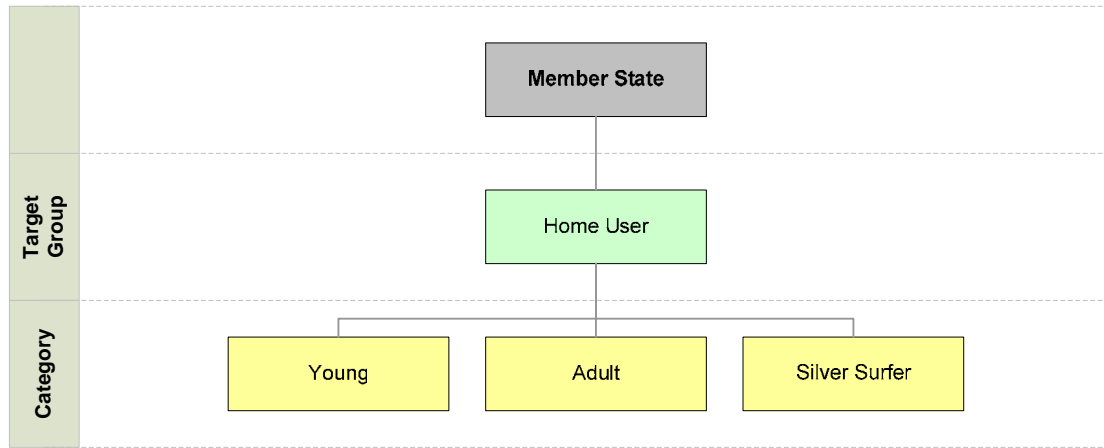 Member State
Target
Group
Home User
Category
Young
Adult
Silver Surfer